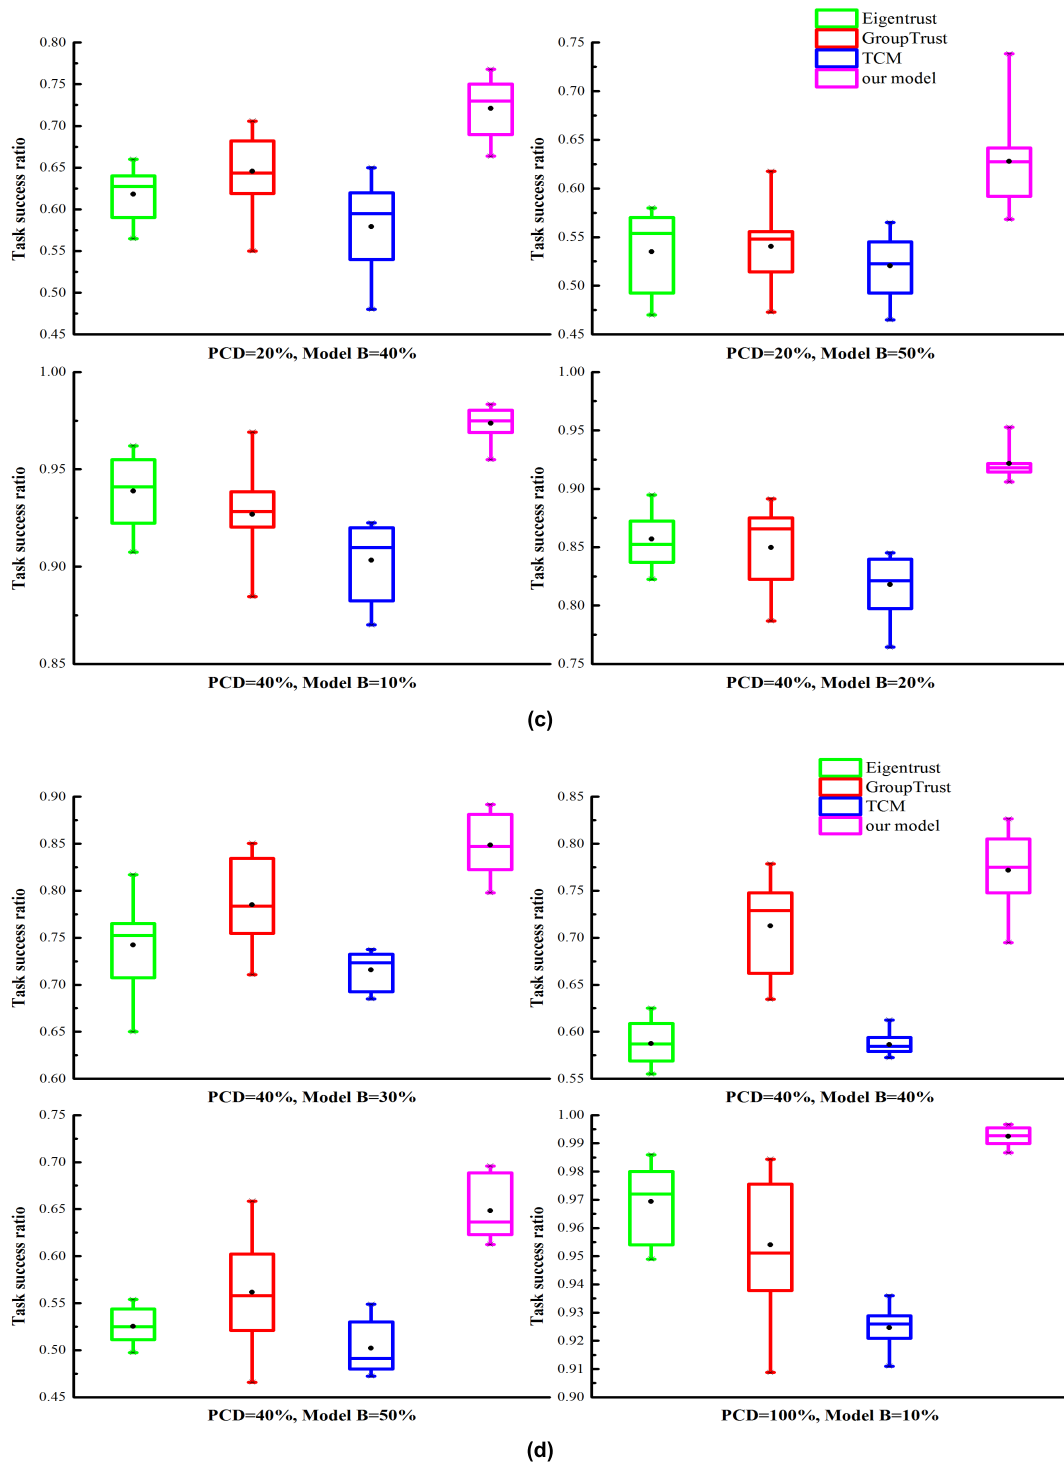 (c)
Eigentrust
GroupTrust
TCM
our model
0.80
0.75
0.70
0.65
0.60
0.55
0.50
0.45
Task success ratio
PCD=20%, Model B=40%
0.75
0.70
0.65
0.60
0.55
0.50
0.45
Task success ratio
PCD=20%, Model B=50%
1.00
0.95
0.90
0.85
Task success ratio
PCD=40%, Model B=10%
1.00
0.95
0.90
0.85
0.80
0.75
Task success ratio
PCD=40%, Model B=20%
(c)
Eigentrust
GroupTrust
TCM
our model
0.90
0.85
0.80
0.75
0.70
0.65
0.60
Task success ratio
PCD=40%, Model B=30%
0.85
0.80
0.75
0.70
0.65
0.60
0.55
Task success ratio
PCD=40%, Model B=40%
0.75
0.70
0.65
0.60
0.55
0.50
0.45
Task success ratio
PCD=40%, Model B=50%
1.00
0.99
0.98
0.97
0.96
0.95
0.94
0.93
0.92
0.91
0.90
Task success ratio
PCD=100%, Model B=10%
(d)